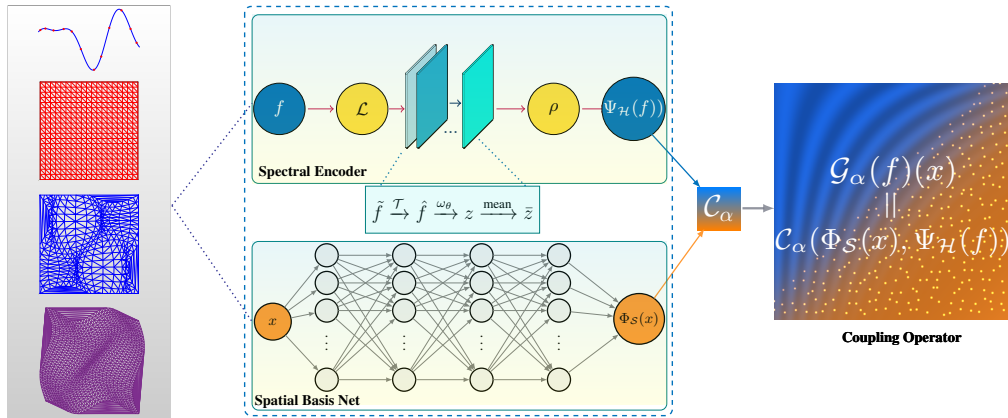 f
ℒ
...
ρ
Ψ_ℋ(f))
Spectral Encoder
f̃ →^𝒯 f̂ →^{ω_θ} z →^{mean} z̄
𝒞_α
𝒢_α(f)(x)
||
𝒞_α(Φ_𝒮(x), Ψ_ℋ(f))
Coupling Operator
x
Φ_𝒮(x)
Spatial Basis Net